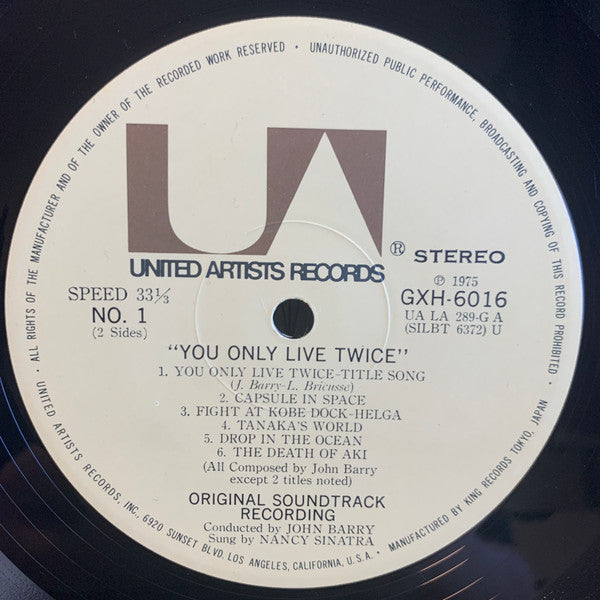 · ALL RIGHTS OF THE MANUFACTURER AND OF THE OWNER OF THE RECORDED WORK RESERVED · UNAUTHORIZED PUBLIC PERFORMANCE, BROADCASTING AND COPYING OF THIS RECORD PROHIBITED.
UA
® STEREO
UNITED ARTISTS RECORDS
℗ 1975
SPEED 33⅓
GXH-6016
NO. 1
UA LA 289-G A
(2 Sides)
(SILBT 6372) U
"YOU ONLY LIVE TWICE"
1. YOU ONLY LIVE TWICE-TITLE SONG
(J. Barry-L. Bricusse)
2. CAPSULE IN SPACE
3. FIGHT AT KOBE DOCK-HELGA
4. TANAKA'S WORLD
5. DROP IN THE OCEAN
6. THE DEATH OF AKI
(All Composed by John Barry
except 2 titles noted)
ORIGINAL SOUNDTRACK
RECORDING
Conducted by JOHN BARRY
Sung by NANCY SINATRA
UNITED ARTISTS RECORDS, INC., 6920 SUNSET BLVD. LOS ANGELES, CALIFORNIA, U.S.A. · MANUFACTURED BY KING RECORDS TOKYO, JAPAN